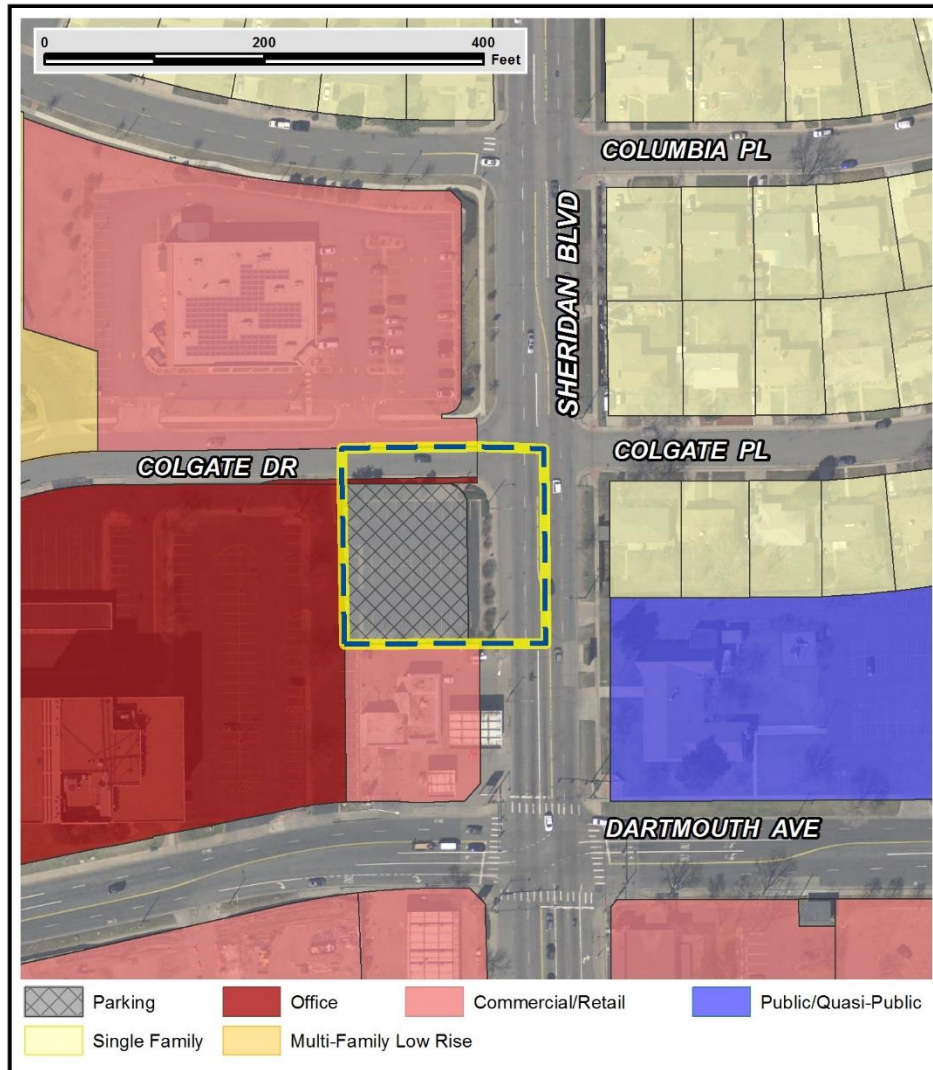 0 200 400
Feet
COLUMBIA PL
SHERIDAN BLVD
COLGATE PL
COLGATE DR
DARTMOUTH AVE
Parking Office Commercial/Retail Public/Quasi-Public
Single Family Multi-Family Low Rise